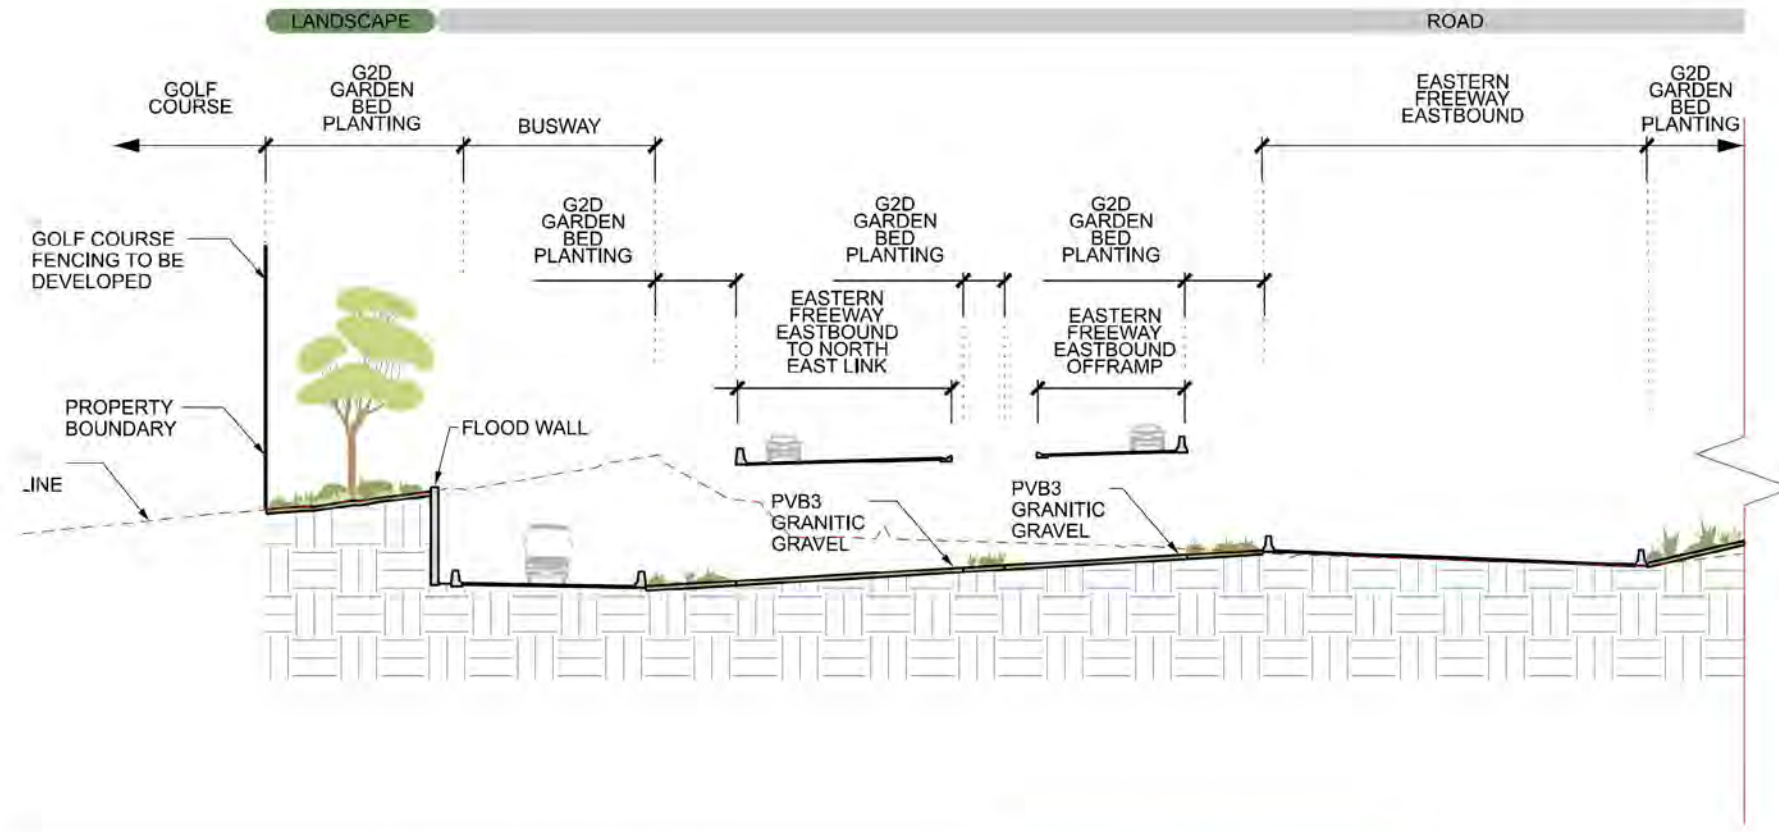 LANDSCAPE
ROAD
GOLF
COURSE
G2D
GARDEN
BED
PLANTING
BUSWAY
EASTERN
FREEWAY
EASTBOUND
G2D
GARDEN
BED
PLANTING
G2D
GARDEN
BED
PLANTING
G2D
GARDEN
BED
PLANTING
G2D
GARDEN
BED
PLANTING
GOLF COURSE
FENCING TO BE
DEVELOPED
EASTERN
FREEWAY
EASTBOUND
TO NORTH
EAST LINK
EASTERN
FREEWAY
EASTBOUND
OFFRAMP
PROPERTY
BOUNDARY
FLOOD WALL
LINE
PVB3
GRANITIC
GRAVEL
PVB3
GRANITIC
GRAVEL